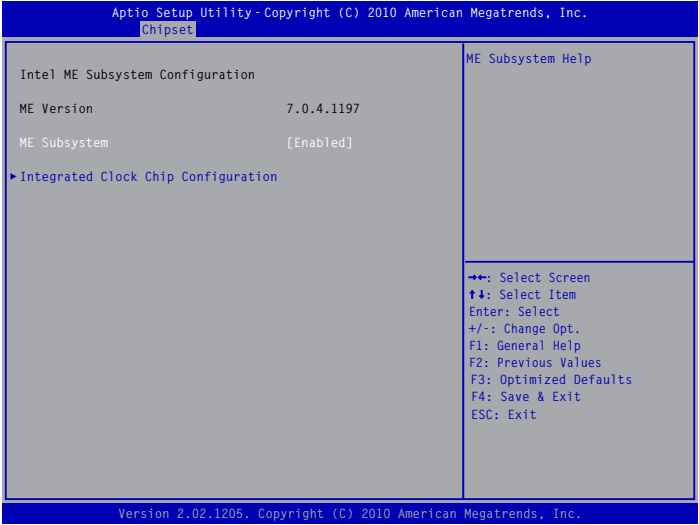 Aptio Setup Utility - Copyright (C) 2010 American Megatrends, Inc.
Chipset
Intel ME Subsystem Configuration
ME Version 7.0.4.1197
ME Subsystem [Enabled]
►Integrated Clock Chip Configuration
ME Subsystem Help
→←: Select Screen
↑↓: Select Item
Enter: Select
+/-: Change Opt.
F1: General Help
F2: Previous Values
F3: Optimized Defaults
F4: Save & Exit
ESC: Exit
Version 2.02.1205. Copyright (C) 2010 American Megatrends, Inc.